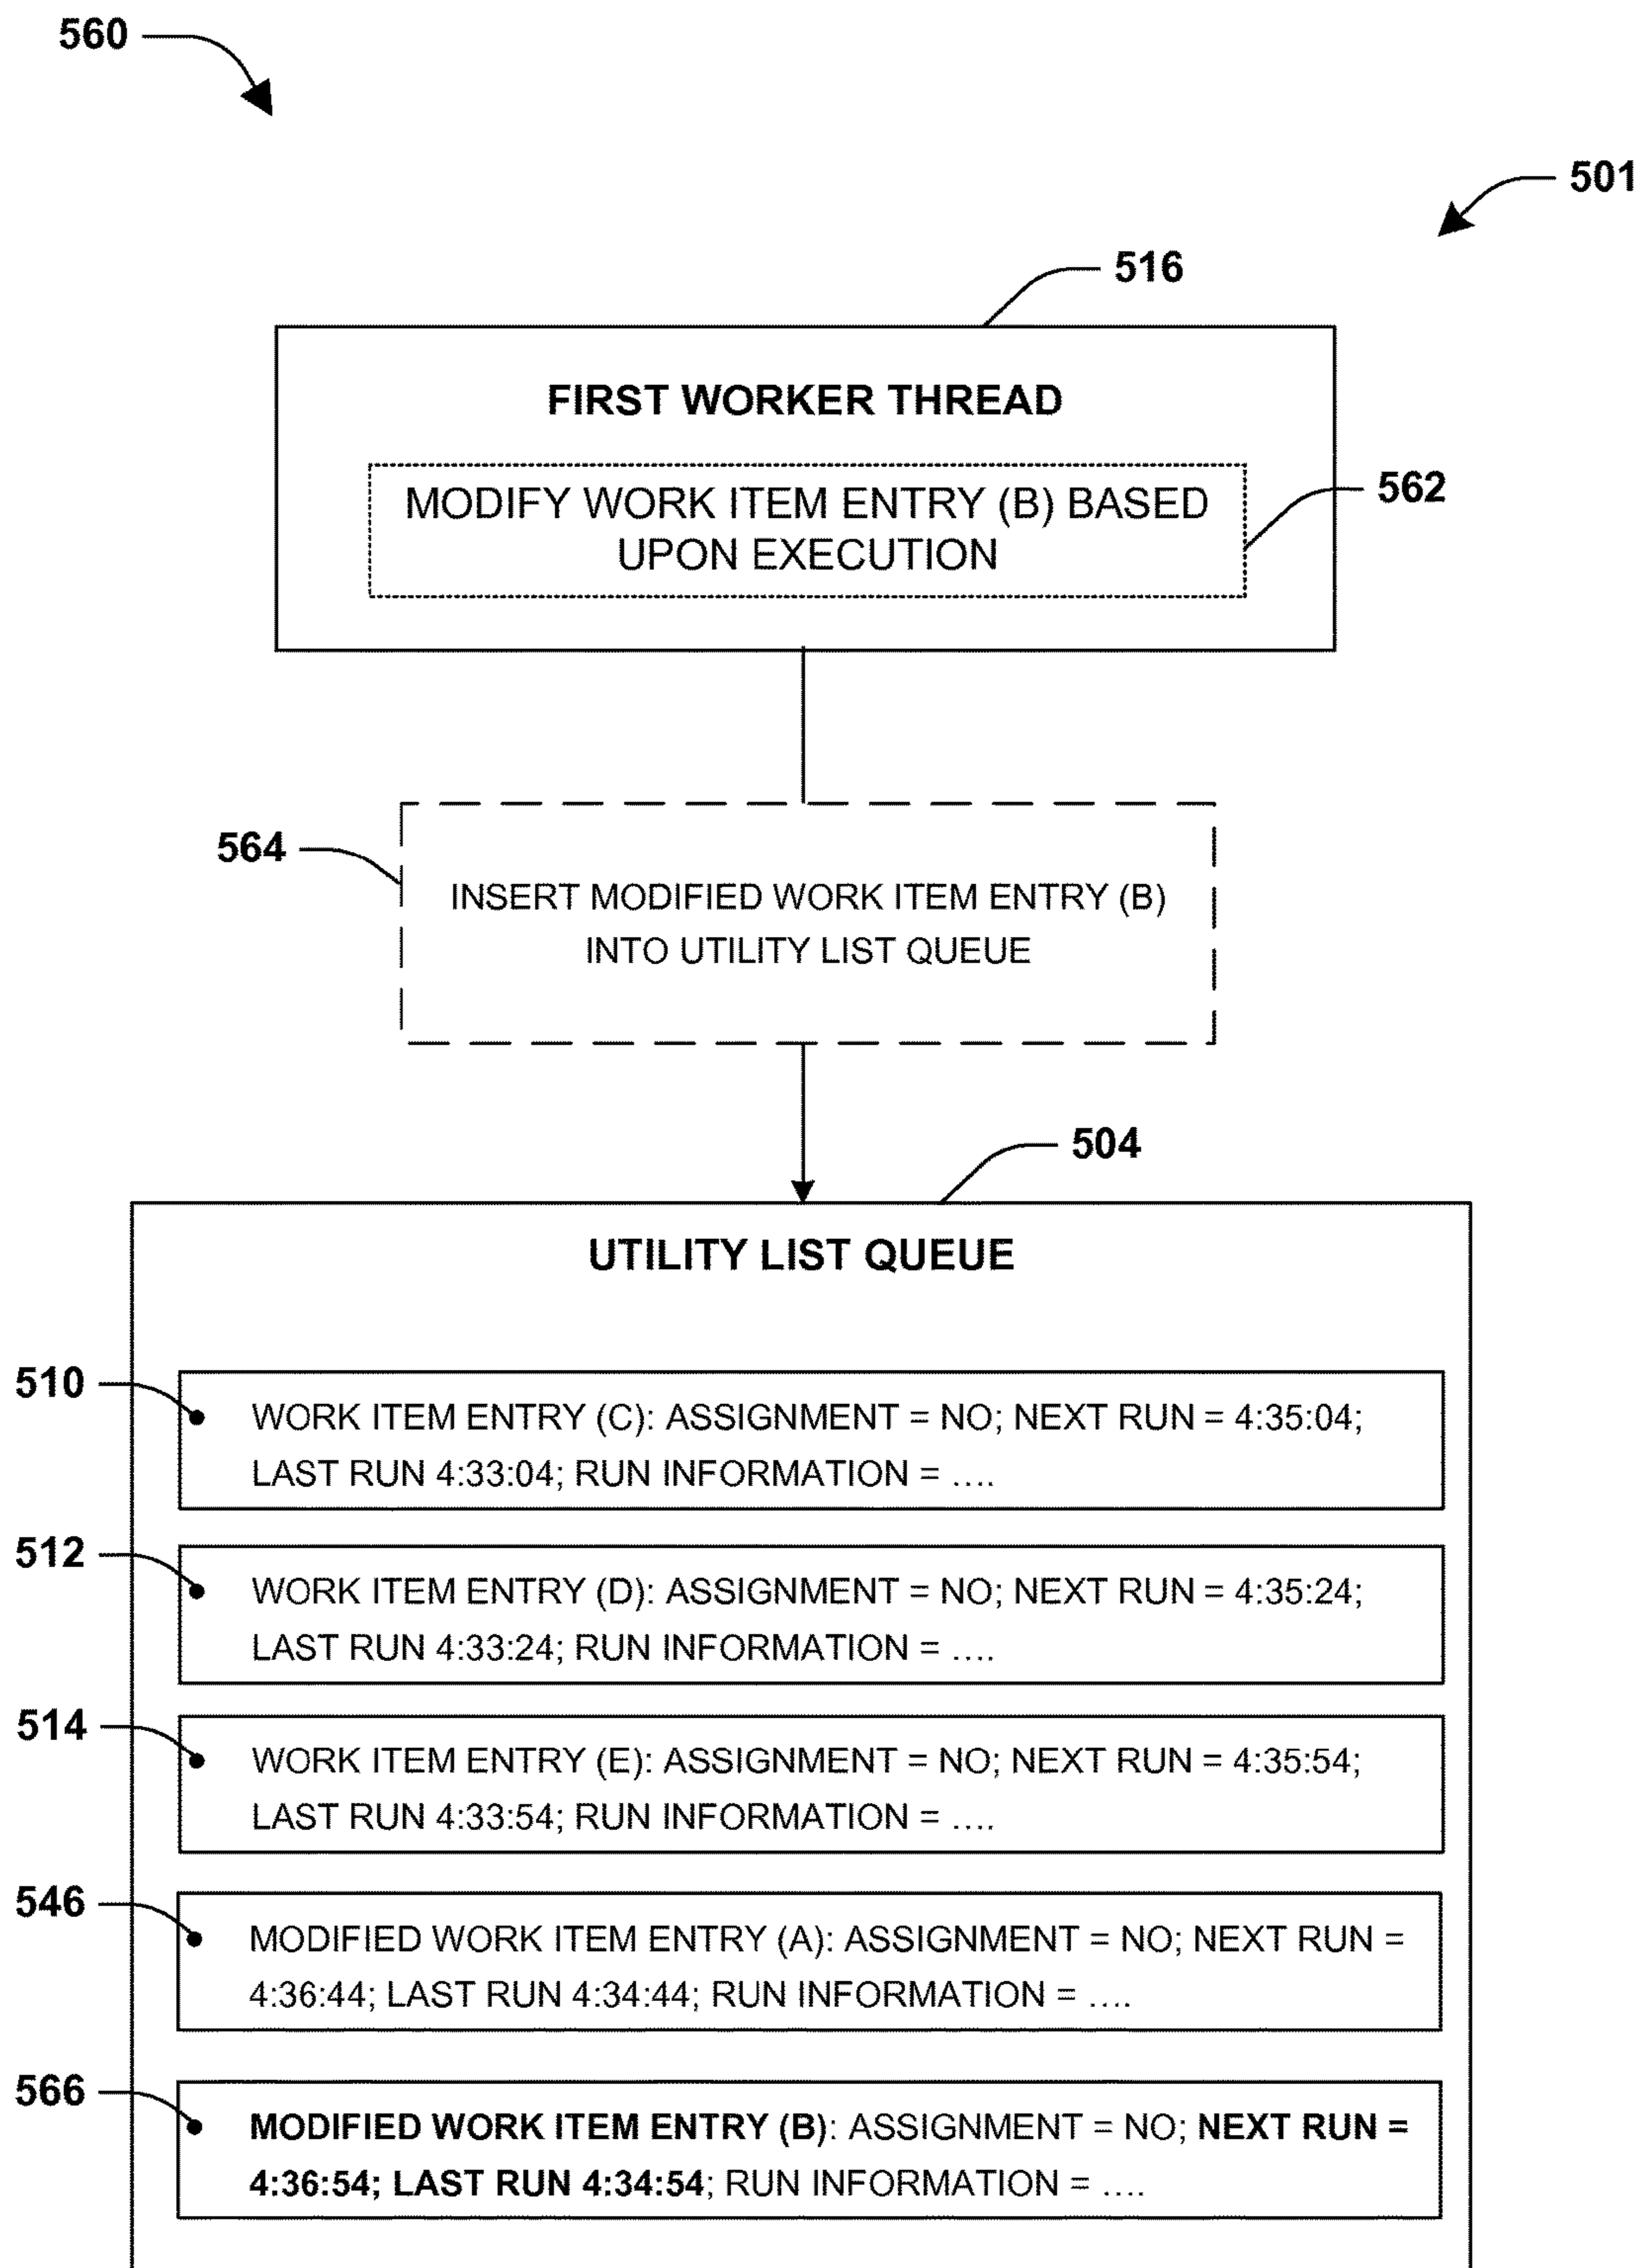 560
501
516
FIRST WORKER THREAD
MODIFY WORK ITEM ENTRY (B) BASED
UPON EXECUTION
562
564
INSERT MODIFIED WORK ITEM ENTRY (B)
INTO UTILITY LIST QUEUE
504
UTILITY LIST QUEUE
510
WORK ITEM ENTRY (C): ASSIGNMENT = NO; NEXT RUN = 4:35:04;
LAST RUN 4:33:04; RUN INFORMATION = ....
512
WORK ITEM ENTRY (D): ASSIGNMENT = NO; NEXT RUN = 4:35:24;
LAST RUN 4:33:24; RUN INFORMATION = ....
514
WORK ITEM ENTRY (E): ASSIGNMENT = NO; NEXT RUN = 4:35:54;
LAST RUN 4:33:54; RUN INFORMATION = ....
546
MODIFIED WORK ITEM ENTRY (A): ASSIGNMENT = NO; NEXT RUN =
4:36:44; LAST RUN 4:34:44; RUN INFORMATION = ....
566
MODIFIED WORK ITEM ENTRY (B): ASSIGNMENT = NO; NEXT RUN =
4:36:54; LAST RUN 4:34:54; RUN INFORMATION = ....